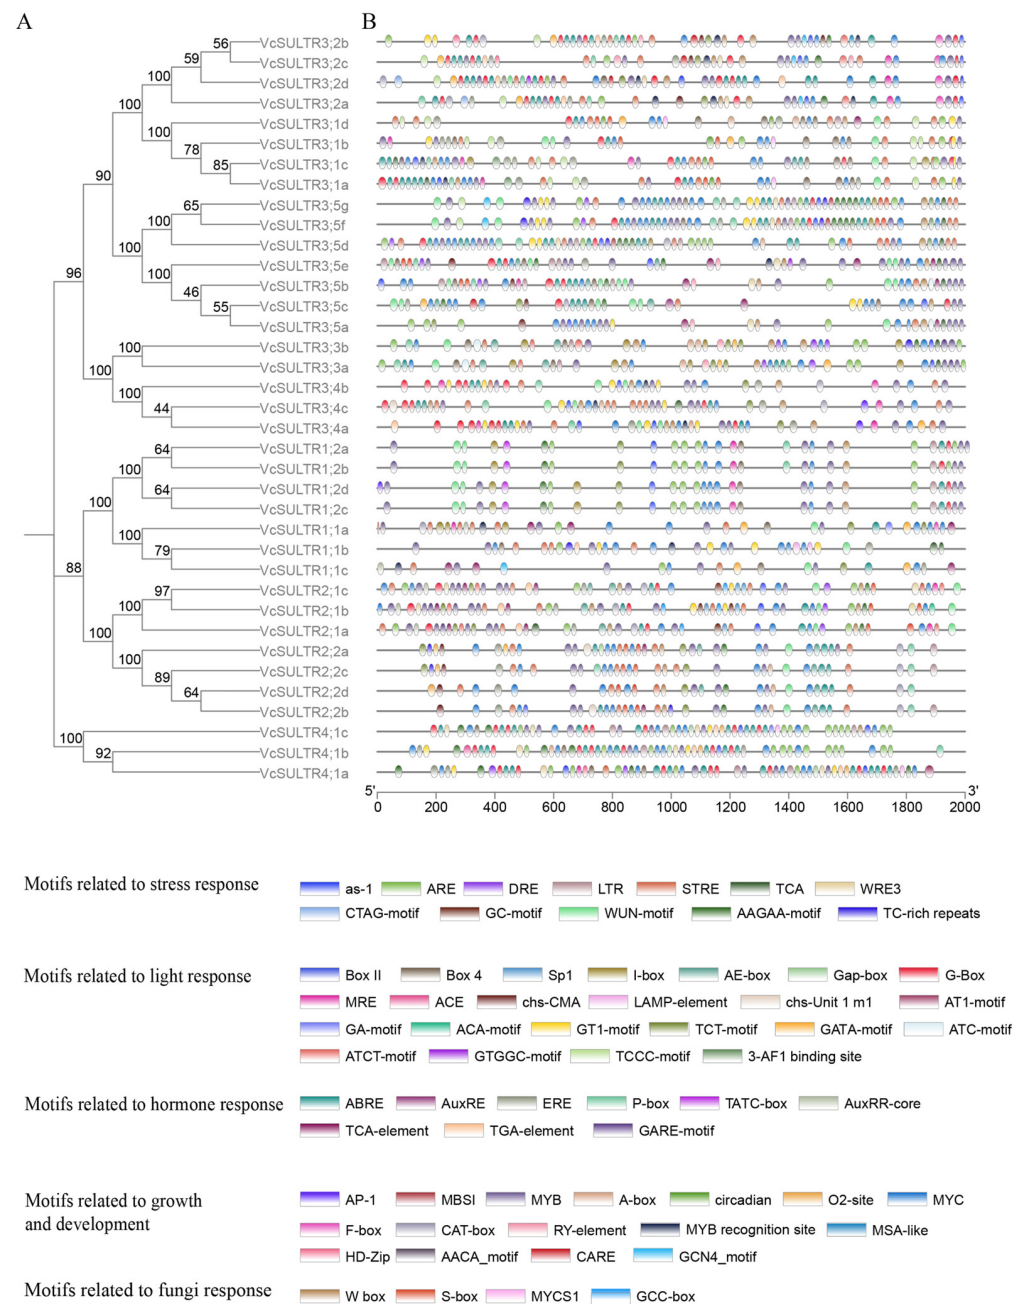 A
B
56
VcSULTR3;2b
59
VcSULTR3;2c
100
VcSULTR3;2d
100
VcSULTR3;2a
100
VcSULTR3;1d
78
VcSULTR3;1b
85
VcSULTR3;1c
90
VcSULTR3;1a
65
VcSULTR3;5g
100
VcSULTR3;5f
100
VcSULTR3;5d
100
VcSULTR3;5e
96
46
VcSULTR3;5b
55
VcSULTR3;5c
VcSULTR3;5a
100
VcSULTR3;3b
100
VcSULTR3;3a
100
VcSULTR3;4b
44
VcSULTR3;4c
VcSULTR3;4a
64
VcSULTR1;2a
100
VcSULTR1;2b
64
VcSULTR1;2d
100
VcSULTR1;2c
100
VcSULTR1;1a
79
VcSULTR1;1b
88
VcSULTR1;1c
97
VcSULTR2;1c
100
VcSULTR2;1b
100
VcSULTR2;1a
100
VcSULTR2;2a
89
VcSULTR2;2c
64
VcSULTR2;2d
VcSULTR2;2b
100
VcSULTR4;1c
92
VcSULTR4;1b
VcSULTR4;1a
5' 3'
0 200 400 600 800 1000 1200 1400 1600 1800 2000
Motifs related to stress response
as-1 ARE DRE LTR STRE TCA WRE3
CTAG-motif GC-motif WUN-motif AAGAA-motif TC-rich repeats
Motifs related to light response
Box II Box 4 Sp1 I-box AE-box Gap-box G-Box
MRE ACE chs-CMA LAMP-element chs-Unit 1 m1 AT1-motif
GA-motif ACA-motif GT1-motif TCT-motif GATA-motif ATC-motif
ATCT-motif GTGGC-motif TCCC-motif 3-AF1 binding site
Motifs related to hormone response
ABRE AuxRE ERE P-box TATC-box AuxRR-core
TCA-element TGA-element GARE-motif
Motifs related to growth
and development
AP-1 MBSI MYB A-box circadian O2-site MYC
F-box CAT-box RY-element MYB recognition site MSA-like
HD-Zip AACA_motif CARE GCN4_motif
Motifs related to fungi response
W box S-box MYCS1 GCC-box